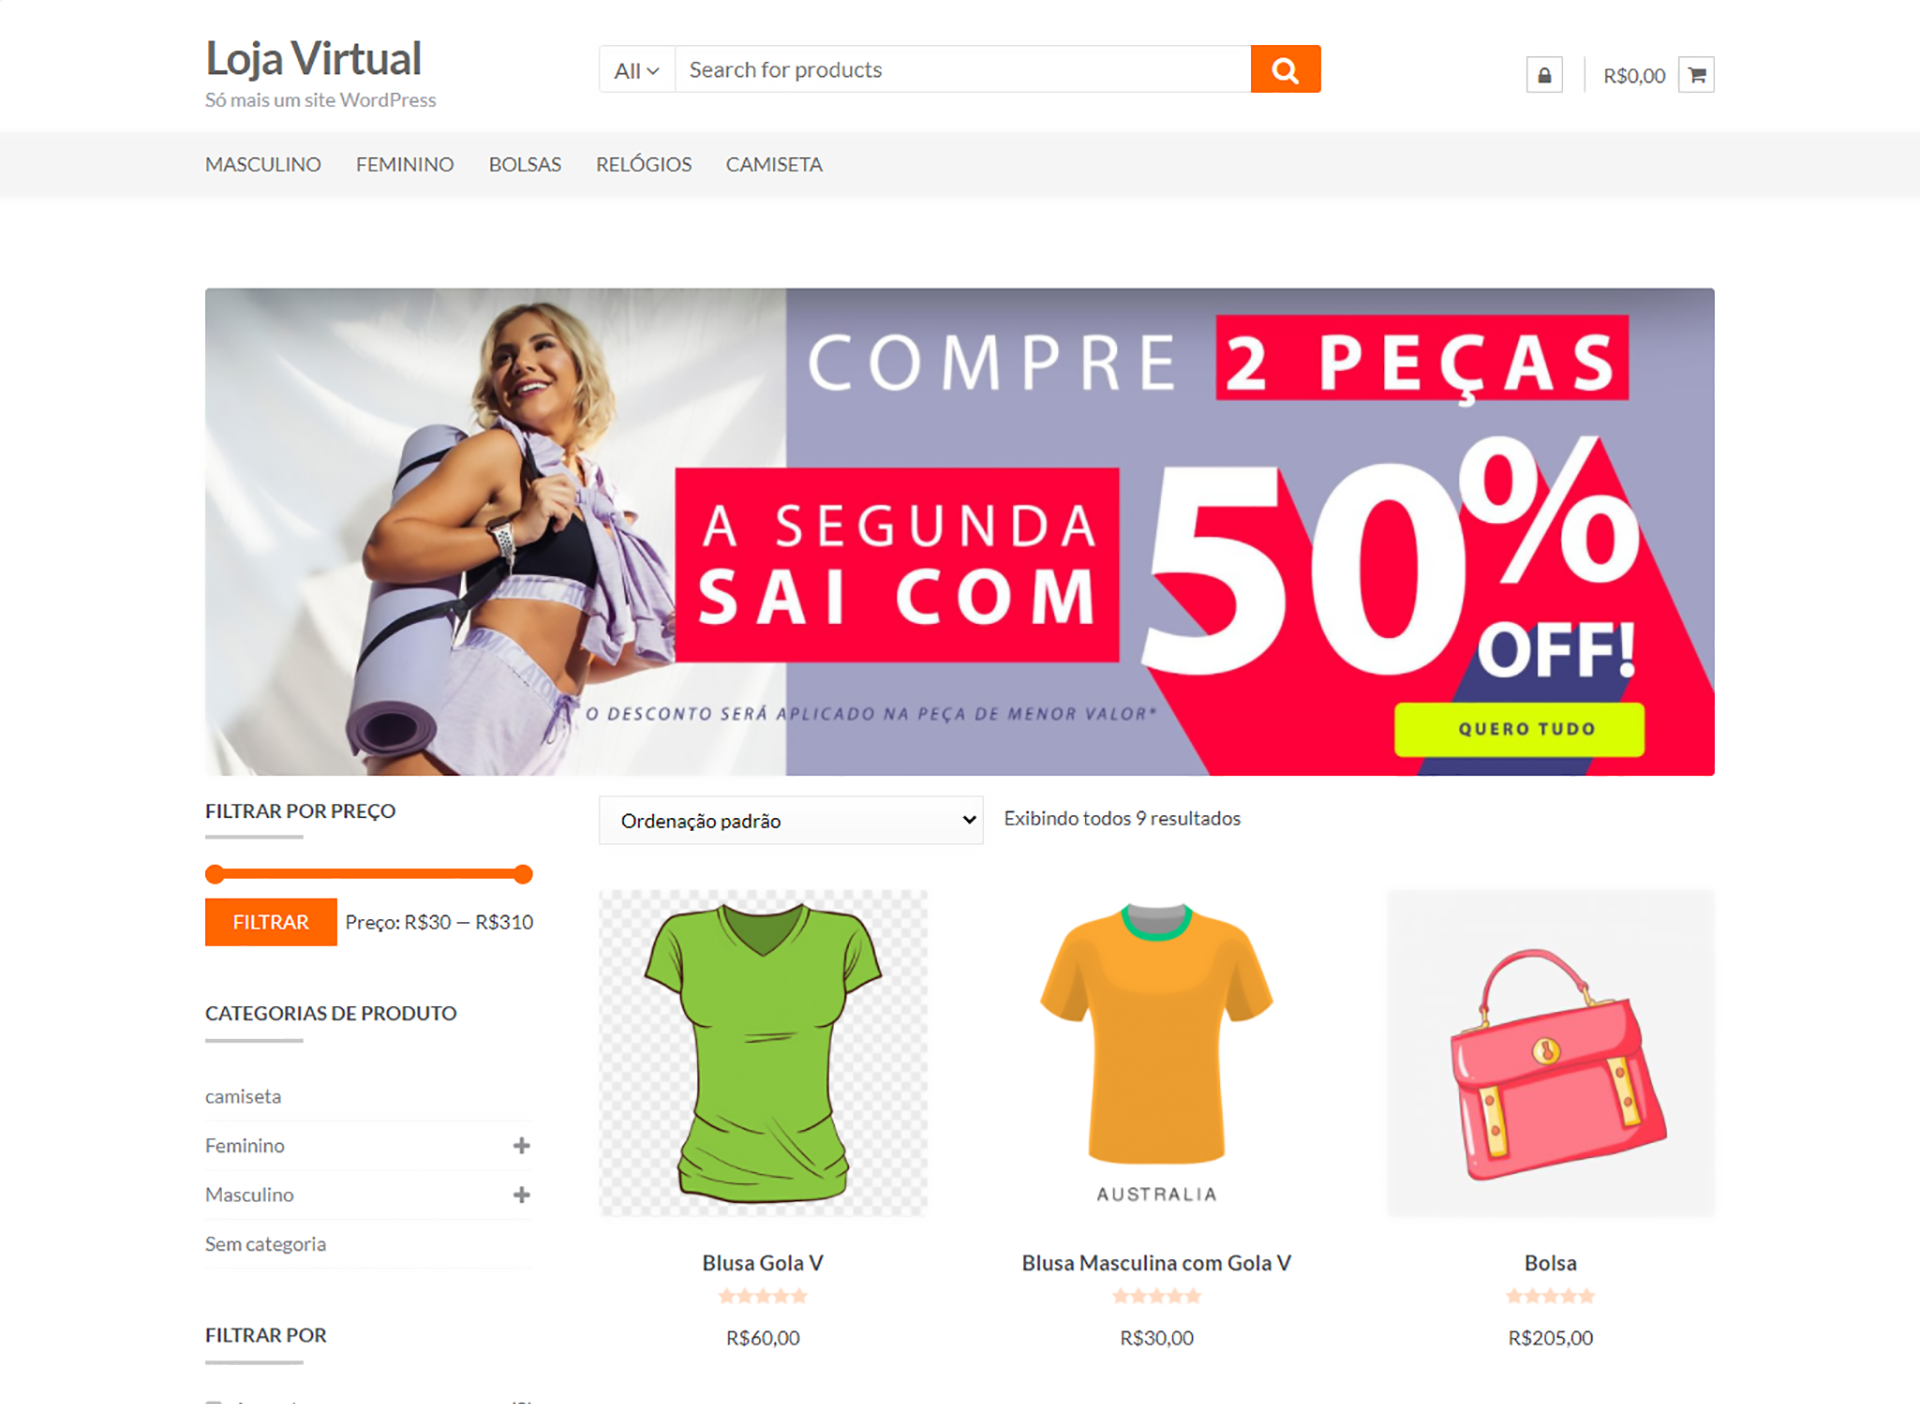 Loja Virtual
Só mais um site WordPress
All
Search for products
R$0,00
MASCULINO FEMININO BOLSAS RELÓGIOS CAMISETA
COMPRE 2 PEÇAS
A SEGUNDA
SAI COM
50%
OFF!
O DESCONTO SERÁ APLICADO NA PEÇA DE MENOR VALOR*
QUERO TUDO
FILTRAR POR PREÇO
FILTRAR Preço: R$30 — R$310
CATEGORIAS DE PRODUTO
camiseta
Feminino
Masculino
Sem categoria
FILTRAR POR
Ordenação padrão
Exibindo todos 9 resultados
AUSTRALIA
Blusa Gola V
R$60,00
Blusa Masculina com Gola V
R$30,00
Bolsa
R$205,00